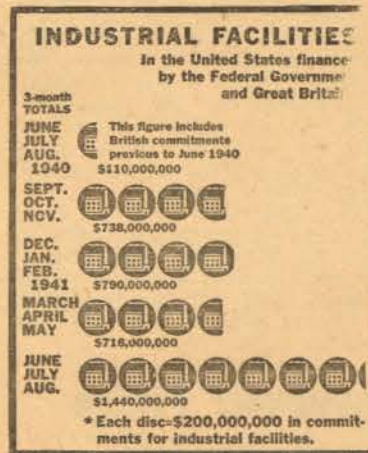 INDUSTRIAL FACILITIES
In the United States finance
by the Federal Governme
and Great Britai
3-month
TOTALS
JUNE
JULY
AUG.
1940
This figure includes
British commitments
previous to June 1940
$110,000,000
SEPT.
OCT.
NOV.
$738,000,000
DEC.
JAN.
FEB.
1941
$790,000,000
MARCH
APRIL
MAY
$716,000,000
JUNE
JULY
AUG.
$1,440,000,000
* Each disc=$200,000,000 in commit-
ments for industrial facilities.